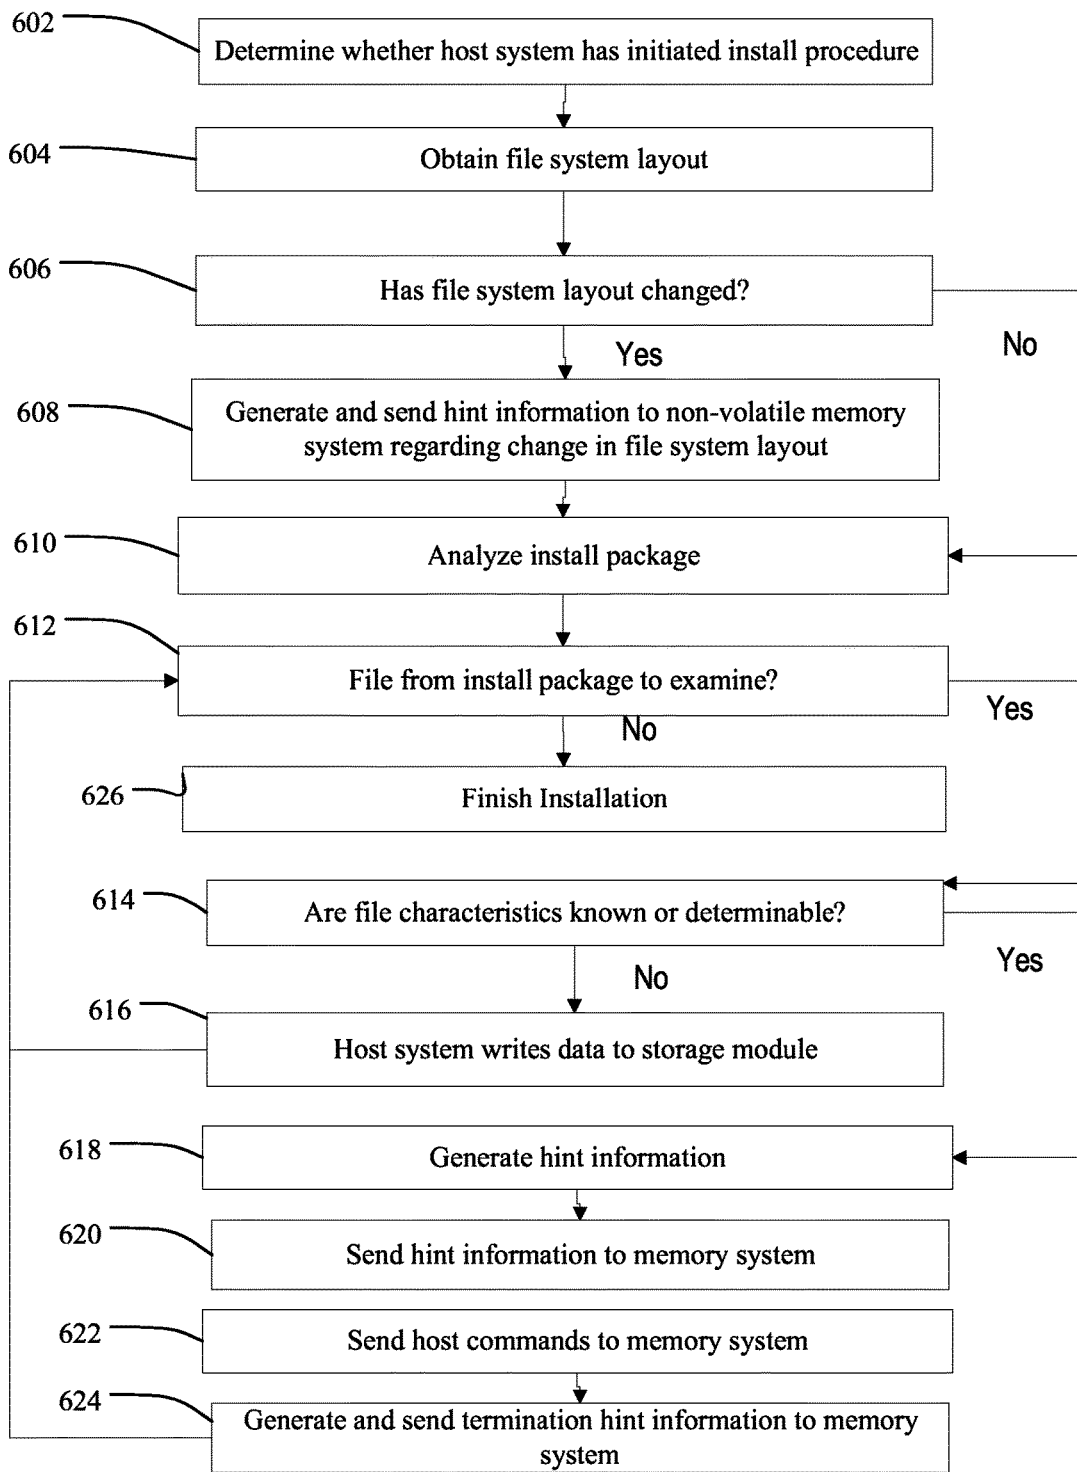 602
Determine whether host system has initiated install procedure
604
Obtain file system layout
606
Has file system layout changed?
No
Yes
608
Generate and send hint information to non-volatile memory
system regarding change in file system layout
610
Analyze install package
612
File from install package to examine?
Yes
No
626
Finish Installation
614
Are file characteristics known or determinable?
Yes
No
616
Host system writes data to storage module
618
Generate hint information
620
Send hint information to memory system
622
Send host commands to memory system
624
Generate and send termination hint information to memory
system